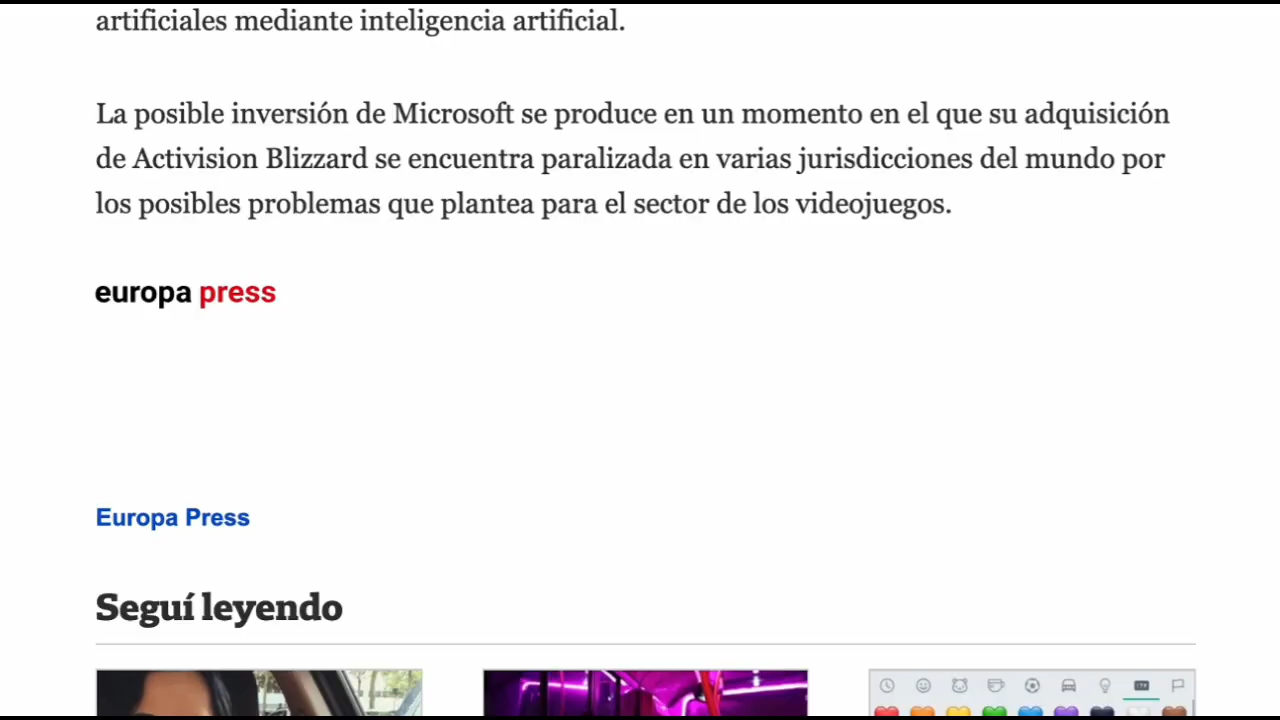 artificiales mediante inteligencia artificial.
La posible inversión de Microsoft se produce en un momento en el que su adquisición
de Activision Blizzard se encuentra paralizada en varias jurisdicciones del mundo por
los posibles problemas que plantea para el sector de los videojuegos.
europa press
Europa Press
Seguí leyendo